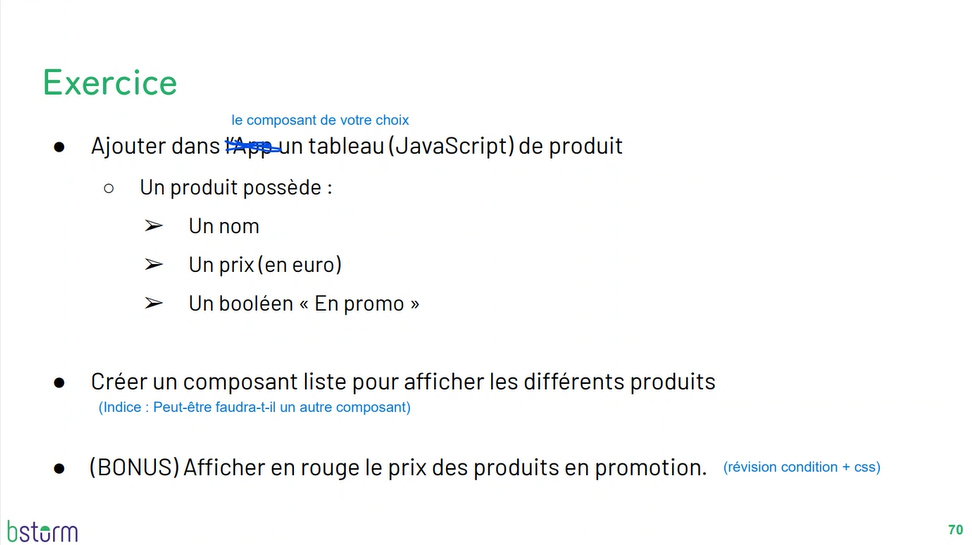 Exercice
le composant de votre choix
● Ajouter dans l'App un tableau (JavaScript) de produit
○ Un produit possède :
➢ Un nom
➢ Un prix (en euro)
➢ Un booléen « En promo »
● Créer un composant liste pour afficher les différents produits
(Indice : Peut-être faudra-t-il un autre composant)
● (BONUS) Afficher en rouge le prix des produits en promotion. (révision condition + css)
bstorm
70